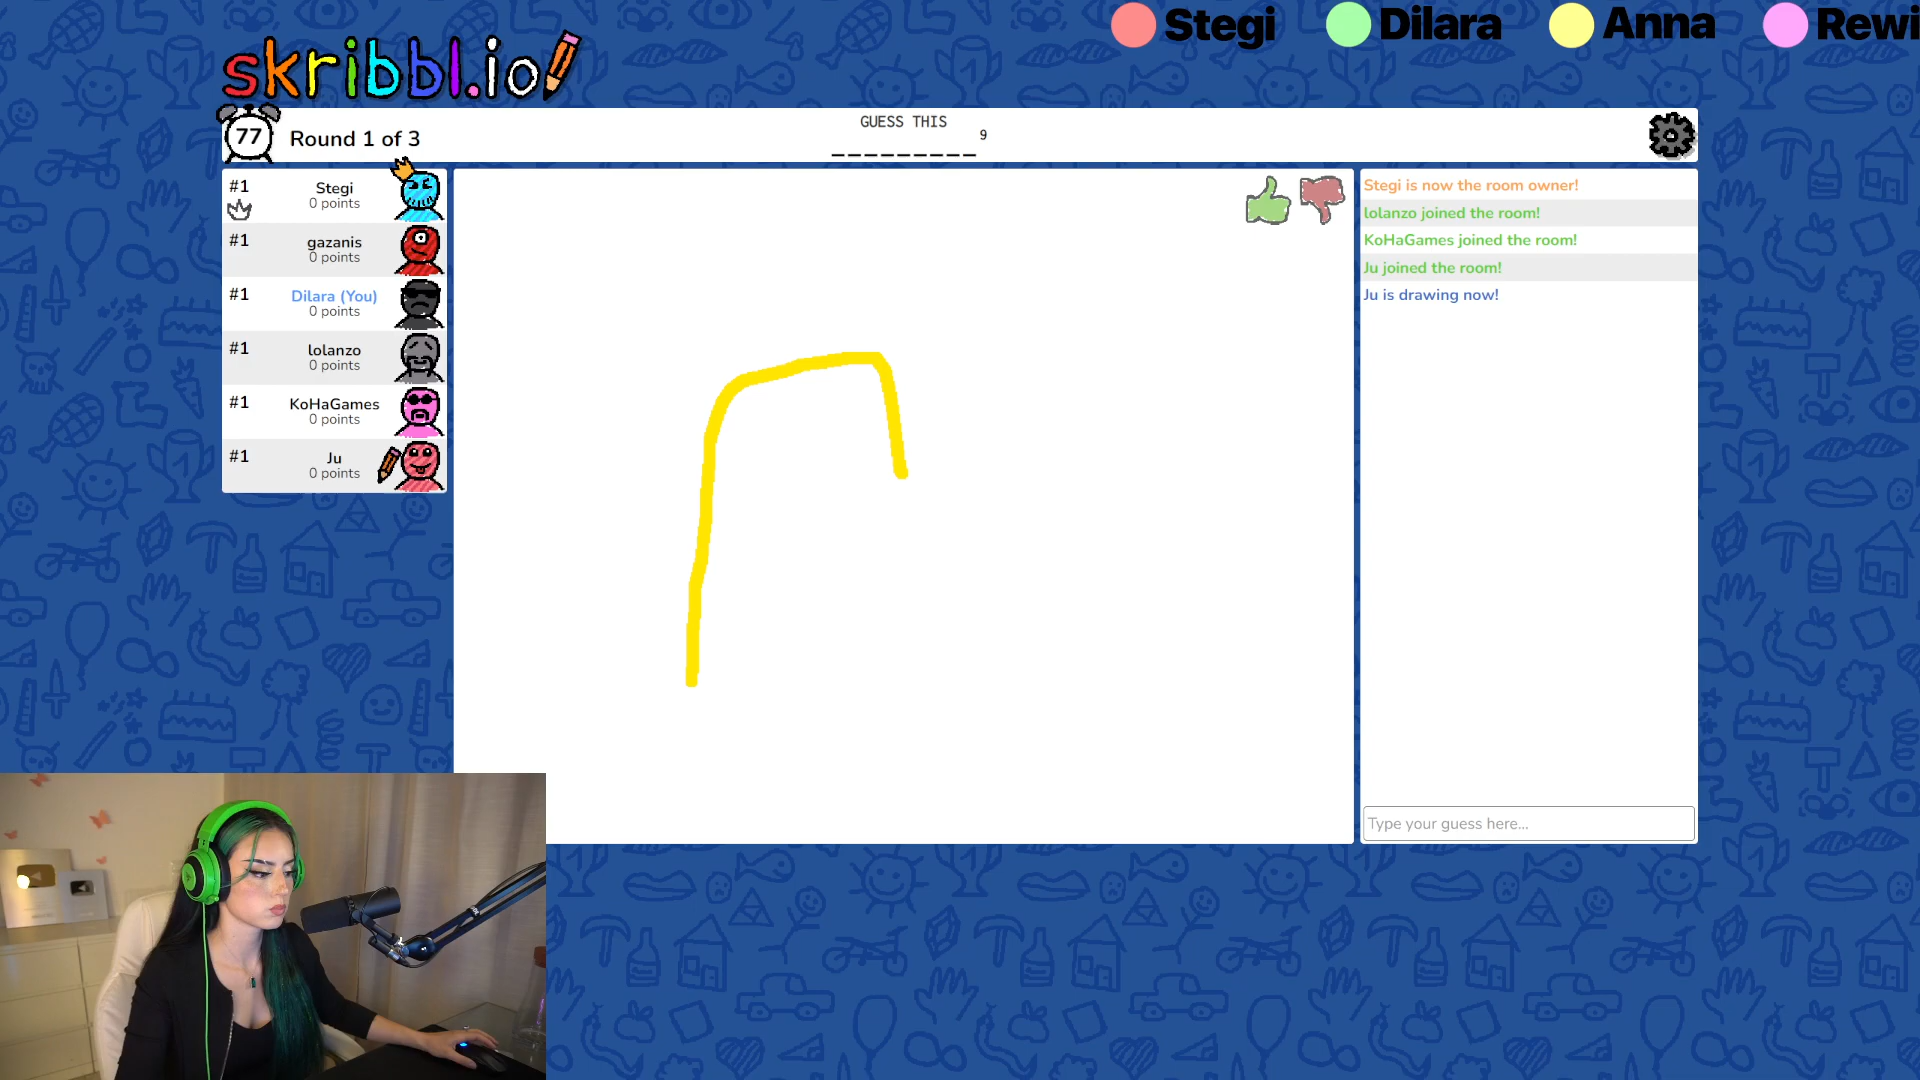 Stegi Dilara Anna Rewi
skribbl.io
77 Round 1 of 3
GUESS THIS
_________ 9
#1 Stegi
0 points
#1 gazanis
0 points
#1 Dilara (You)
0 points
#1 lolanzo
0 points
#1 KoHaGames
0 points
#1 Ju
0 points
Stegi is now the room owner!
lolanzo joined the room!
KoHaGames joined the room!
Ju joined the room!
Ju is drawing now!
Type your guess here...